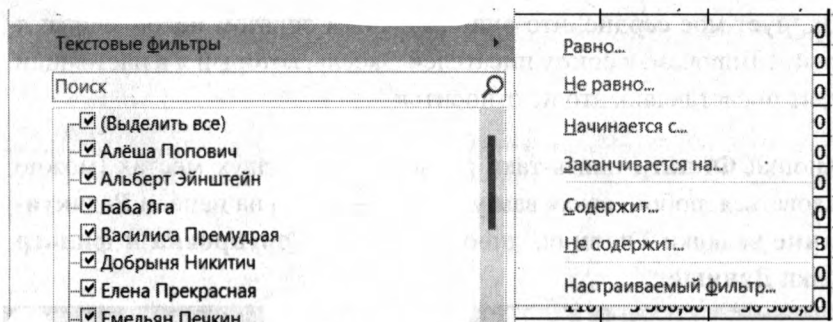 Текстовые фильтры
Поиск
(Выделить все)
Алёша Попович
Альберт Эйнштейн
Баба Яга
Василиса Премудрая
Добрыня Никитич
Елена Прекрасная
Емельян Печкин
Равно...
Не равно...
Начинается с...
Заканчивается на...
Содержит...
Не содержит...
Настраиваемый фильтр...